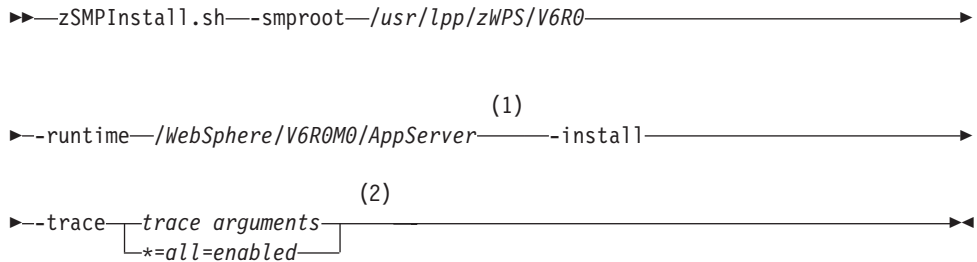 zSMPInstall.sh -smproot /usr/lpp/zWPS/V6R0
(1)
-runtime /WebSphere/V6R0M0/AppServer -install
(2)
-trace trace arguments
*=all=enabled